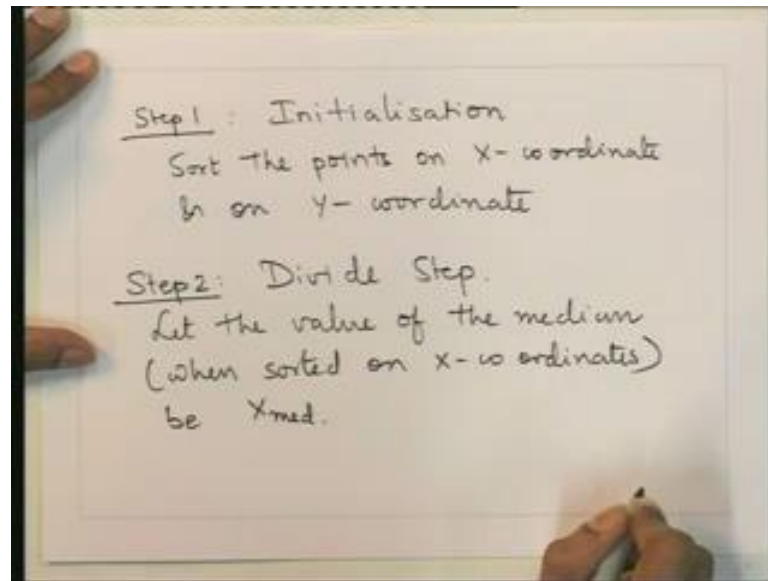 Step 1 : Initialisation
Sort the points on X-coordinate
& on Y-coordinate
Step 2: Divide Step.
Let the value of the medium
(when sorted on X-coordinates)
be Xmed.